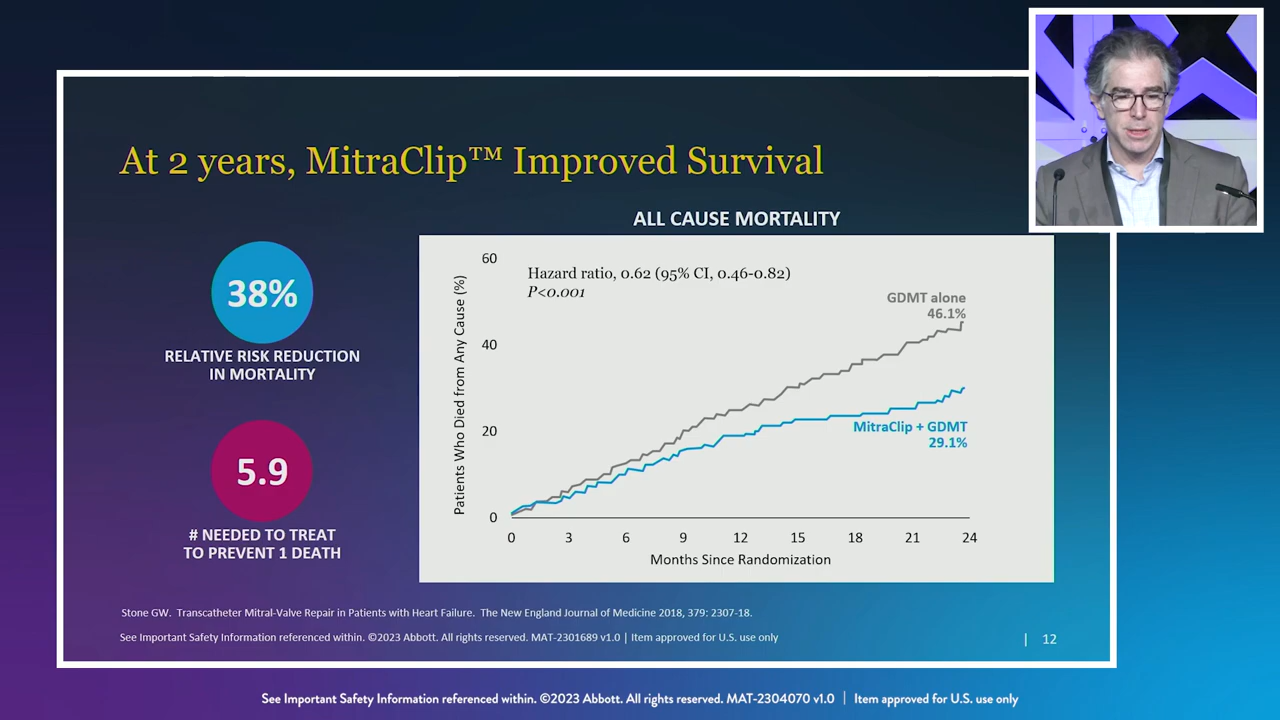 At 2 years, MitraClip™ Improved Survival
38%
RELATIVE RISK REDUCTION
IN MORTALITY
5.9
# NEEDED TO TREAT
TO PREVENT 1 DEATH
ALL CAUSE MORTALITY
Patients Who Died from Any Cause (%)
60
40
20
0
Hazard ratio, 0.62 (95% CI, 0.46-0.82)
P<0.001
GDMT alone
46.1%
MitraClip + GDMT
29.1%
0 3 6 9 12 15 18 21 24
Months Since Randomization
Stone GW. Transcatheter Mitral-Valve Repair in Patients with Heart Failure. The New England Journal of Medicine 2018, 379: 2307-18.
See Important Safety Information referenced within. ©2023 Abbott. All rights reserved. MAT-2301689 v1.0 | Item approved for U.S. use only
| 12
See Important Safety Information referenced within. ©2023 Abbott. All rights reserved. MAT-2304070 v1.0 | Item approved for U.S. use only